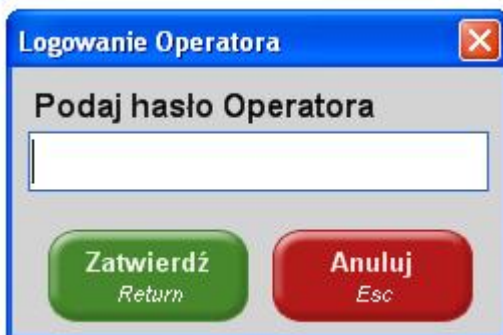 Logowanie Operatora
Podaj hasło Operatora
Zatwierdź
Return
Anuluj
Esc